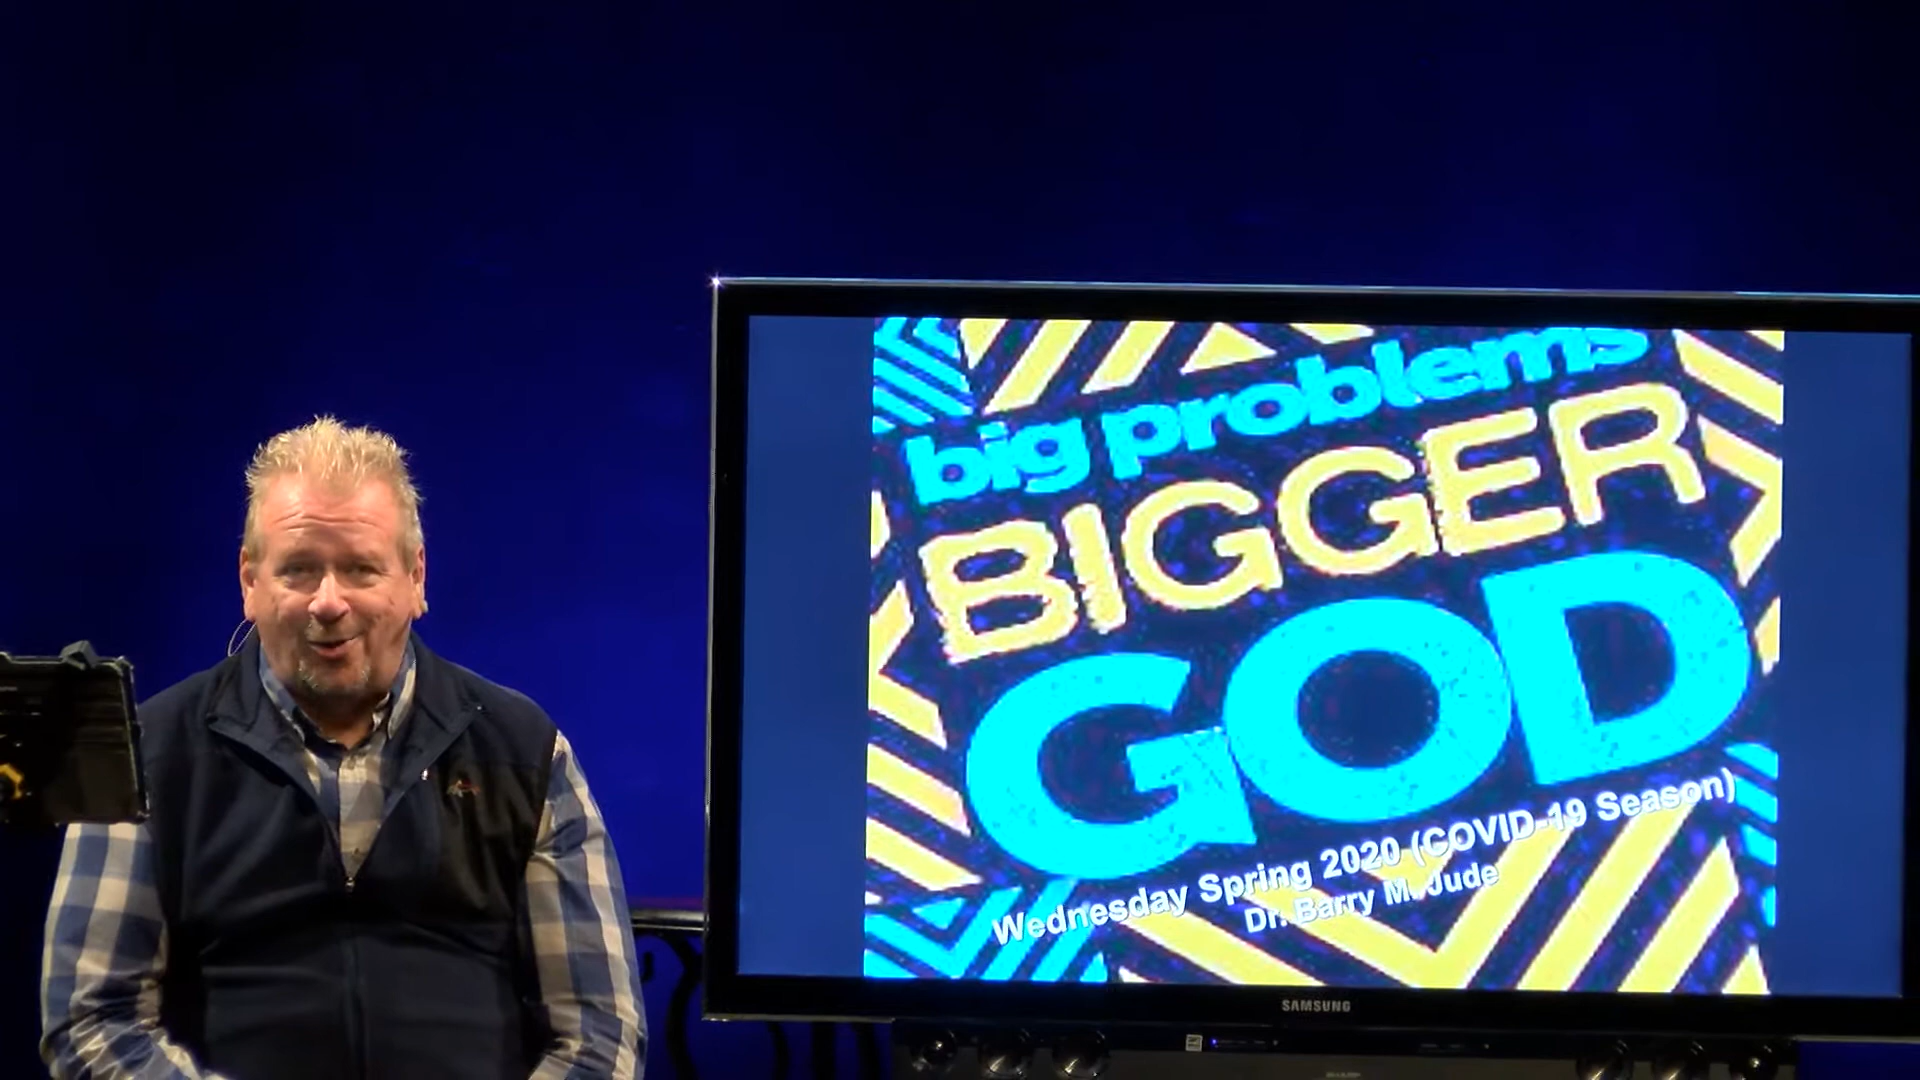 big problems
BIGGER
GOD
Wednesday Spring 2020 (COVID-19 Season)
Dr. Barry M. Jude
SAMSUNG